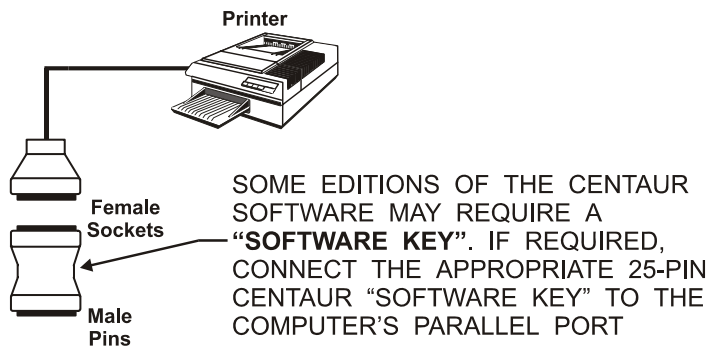 Printer
Female
Sockets
SOME EDITIONS OF THE CENTAUR
SOFTWARE MAY REQUIRE A
“SOFTWARE KEY”. IF REQUIRED,
CONNECT THE APPROPRIATE 25-PIN
CENTAUR “SOFTWARE KEY” TO THE
COMPUTER’S PARALLEL PORT
Male
Pins